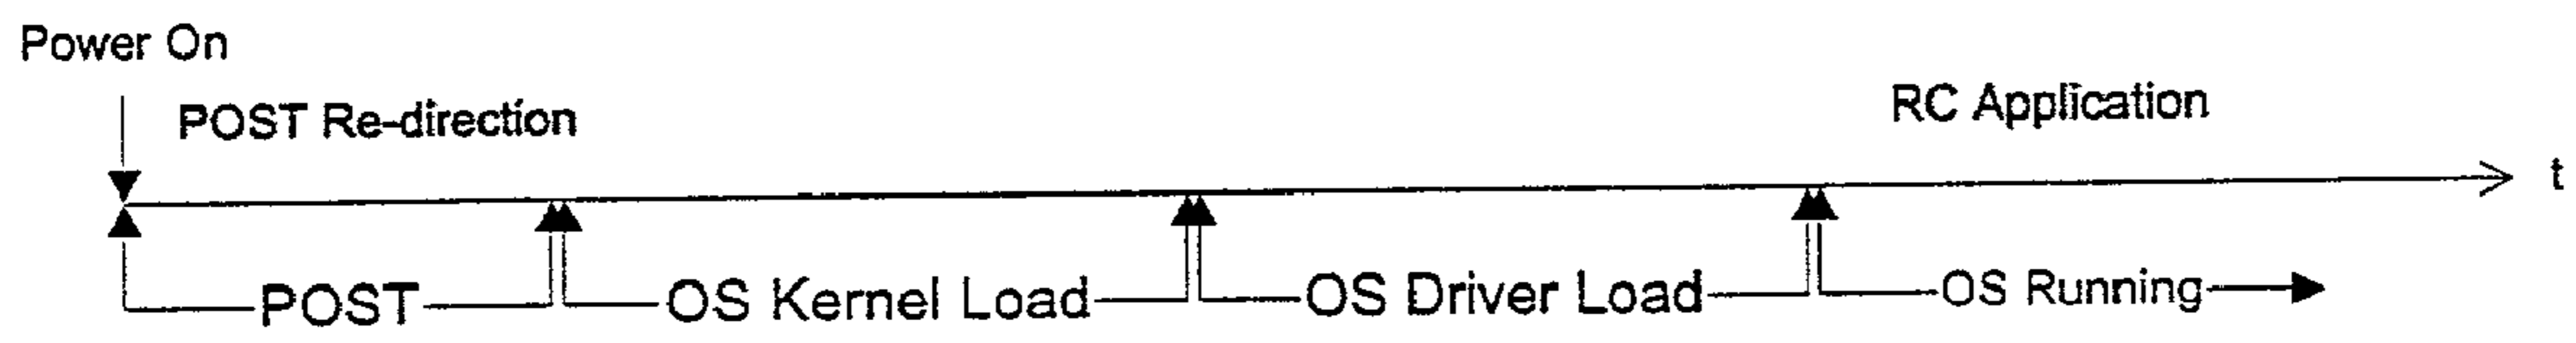 Power On
POST Re-direction
RC Application
t
POST
OS Kernel Load
OS Driver Load
OS Running